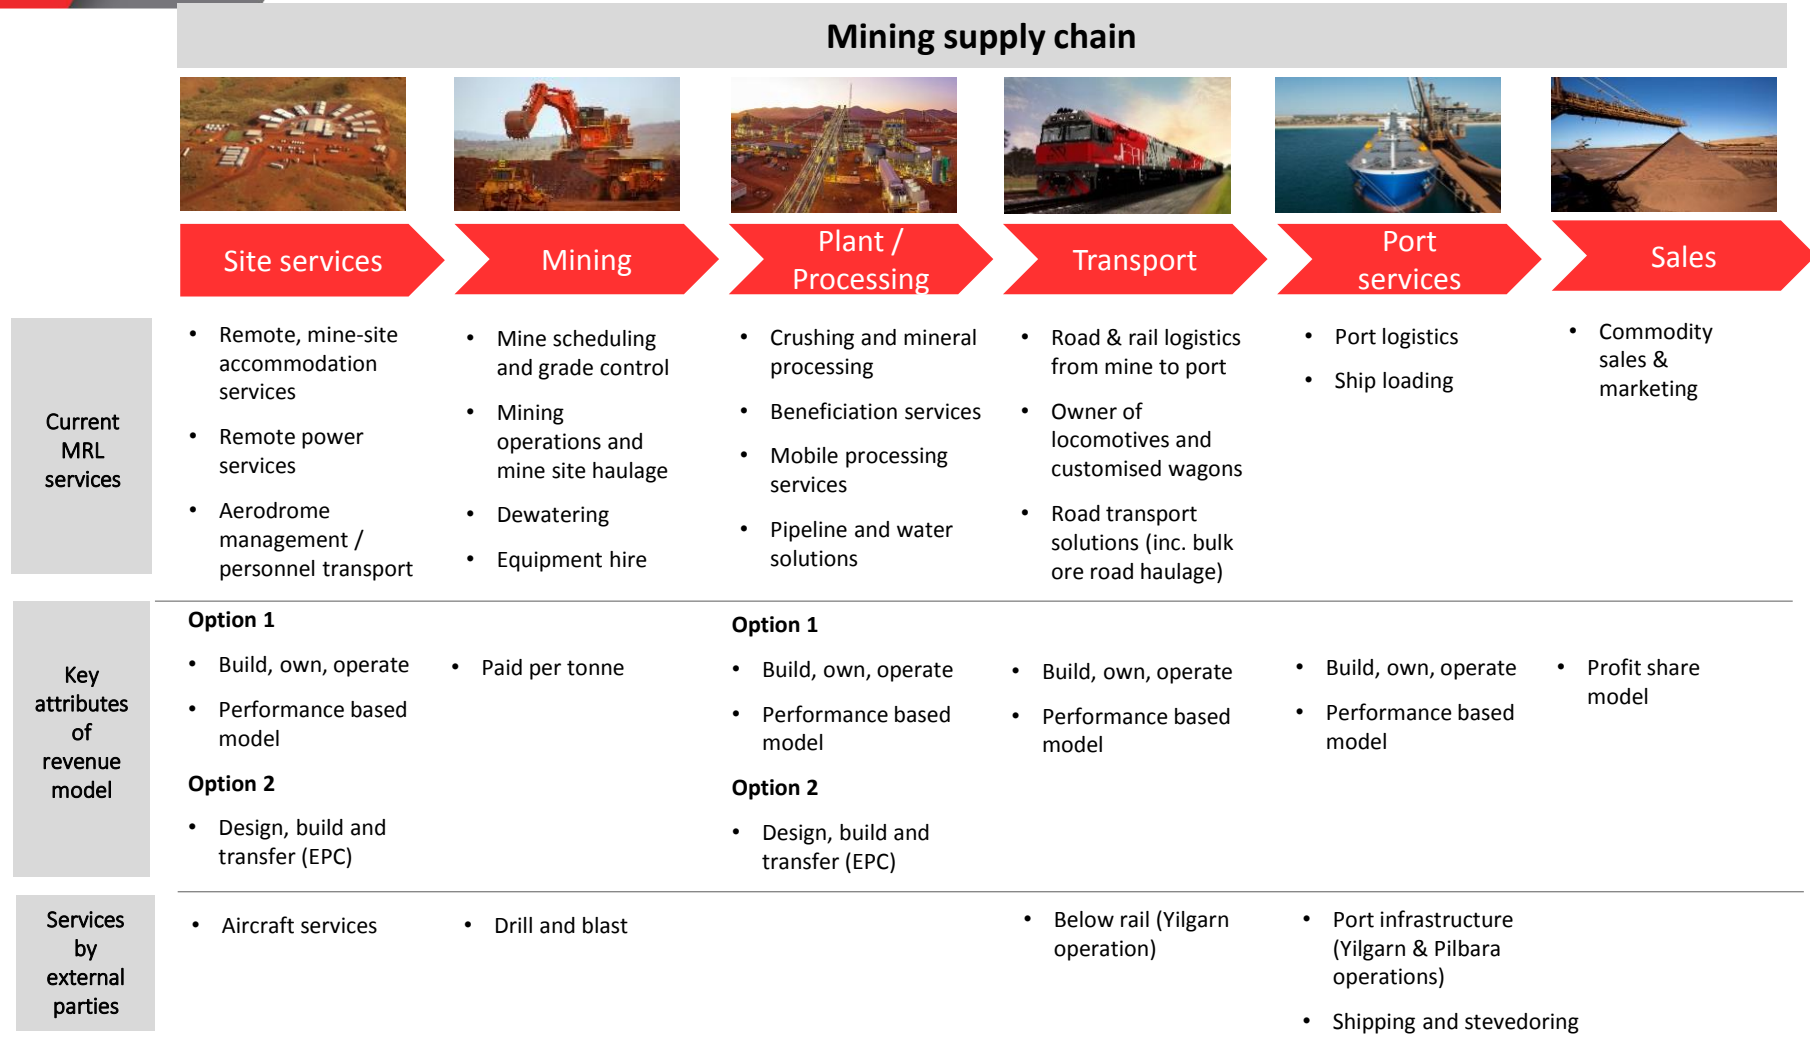 Mining supply chain
Site services
Mining
Plant /
Processing
Transport
Port
services
Sales
Current
MRL
services
• Remote, mine-site
accommodation
services
• Remote power
services
• Aerodrome
management /
personnel transport
• Mine scheduling
and grade control
• Mining
operations and
mine site haulage
• Dewatering
• Equipment hire
• Crushing and mineral
processing
• Beneficiation services
• Mobile processing
services
• Pipeline and water
solutions
• Road & rail logistics
from mine to port
• Owner of
locomotives and
customised wagons
• Road transport
solutions (inc. bulk
ore road haulage)
• Port logistics
• Ship loading
• Commodity
sales &
marketing
Key
attributes
of
revenue
model
Option 1
• Build, own, operate
• Performance based
model
Option 2
• Design, build and
transfer (EPC)
• Paid per tonne
Option 1
• Build, own, operate
• Performance based
model
Option 2
• Design, build and
transfer (EPC)
• Build, own, operate
• Performance based
model
• Build, own, operate
• Performance based
model
• Profit share
model
Services
by
external
parties
• Aircraft services
• Drill and blast
• Below rail (Yilgarn
operation)
• Port infrastructure
(Yilgarn & Pilbara
operations)
• Shipping and stevedoring